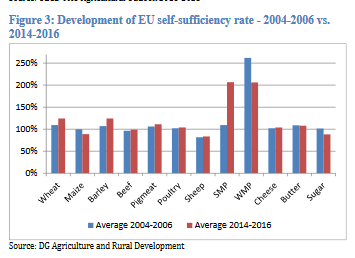 Figure 3: Development of EU self-sufficiency rate - 2004-2006 vs.
2014-2016
250%
200%
150%
100%
50%
0%
Wheat
Maize
Barley
Beef
Pigmeat
Poultry
Sheep
SMP
WMP
Cheese
Butter
Sugar
Average 2004-2006
Average 2014-2016
Source: DG Agriculture and Rural Development